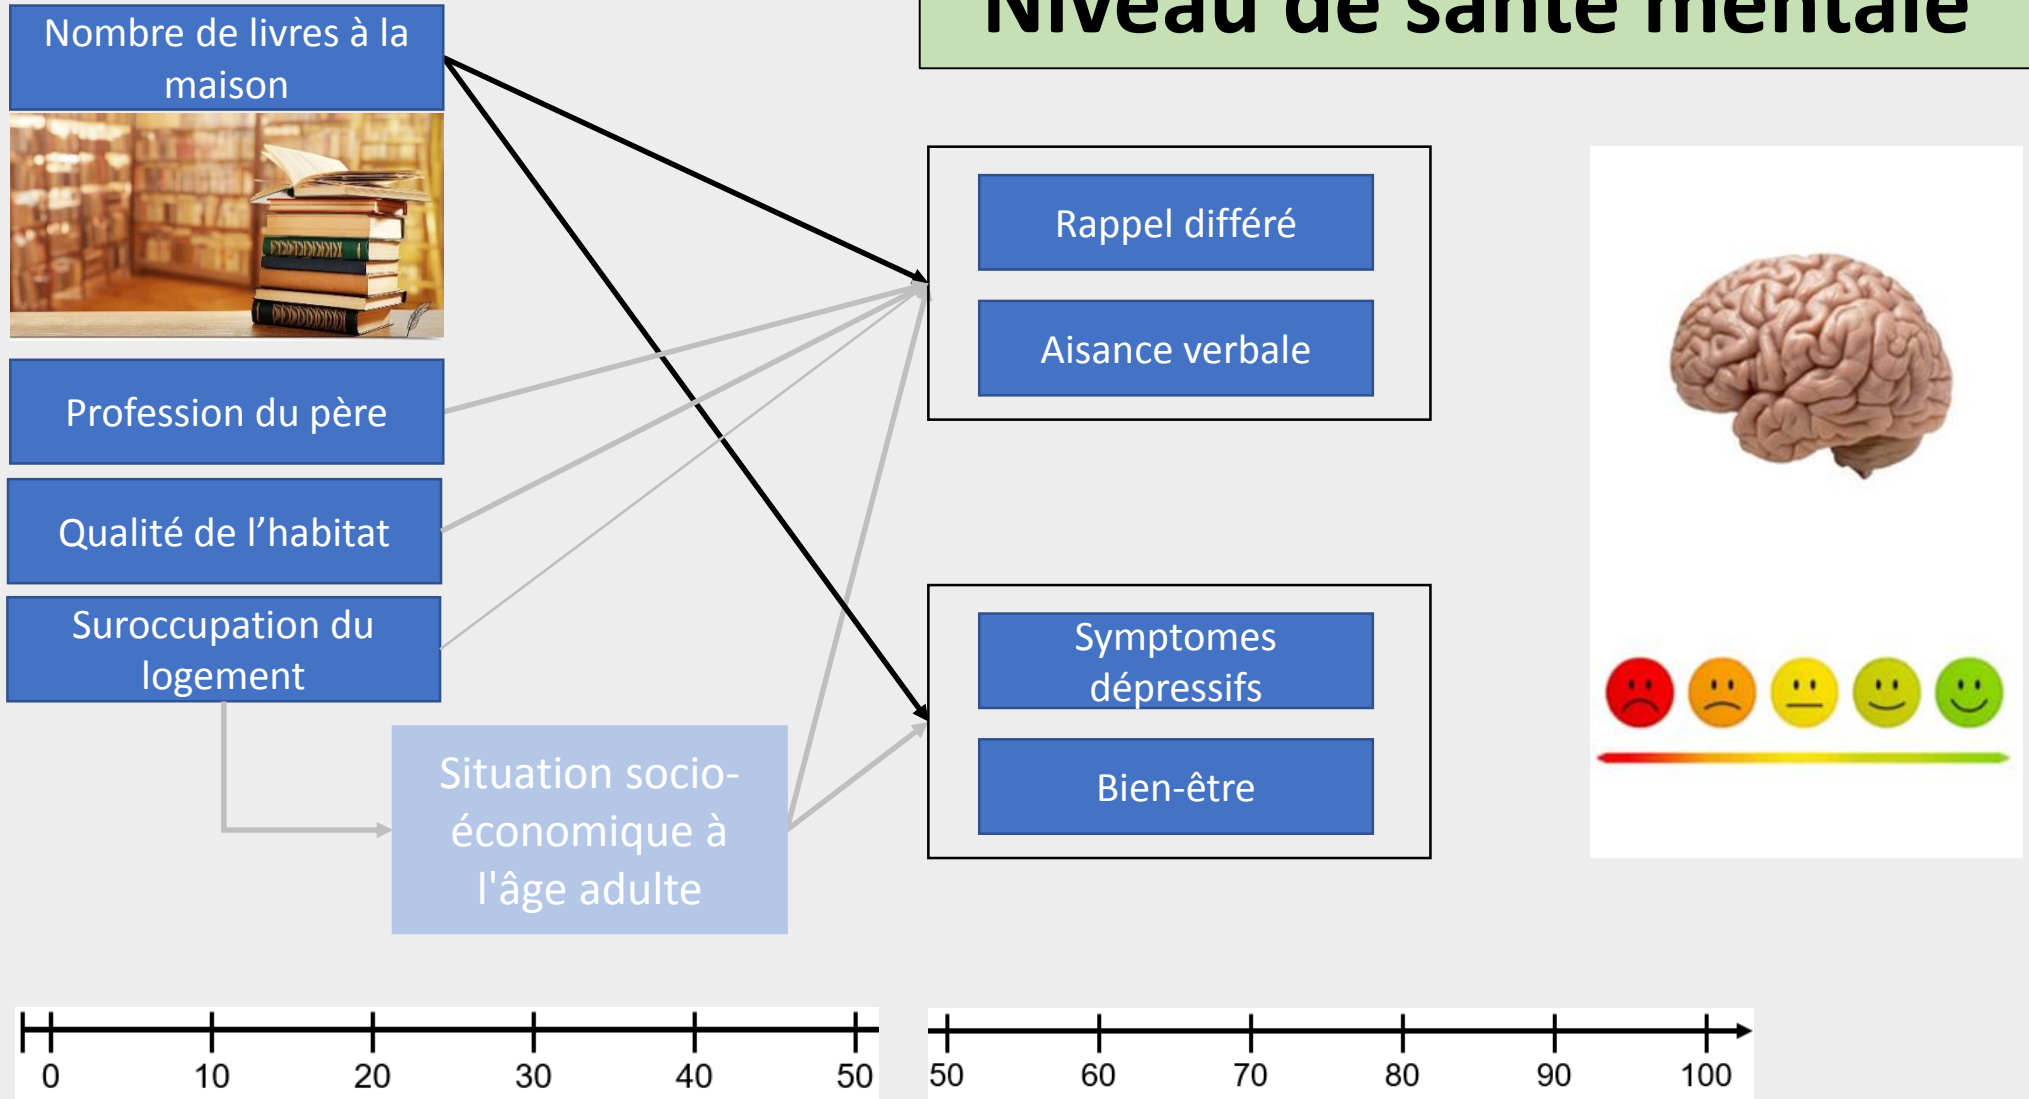 Niveau de santé mentale
Nombre de livres à la
maison
Profession du père
Qualité de l’habitat
Suroccupation du
logement
Situation socio-
économique à
l'âge adulte
Rappel différé
Aisance verbale
Symptomes
dépressifs
Bien-être
0 10 20 30 40 50
50 60 70 80 90 100